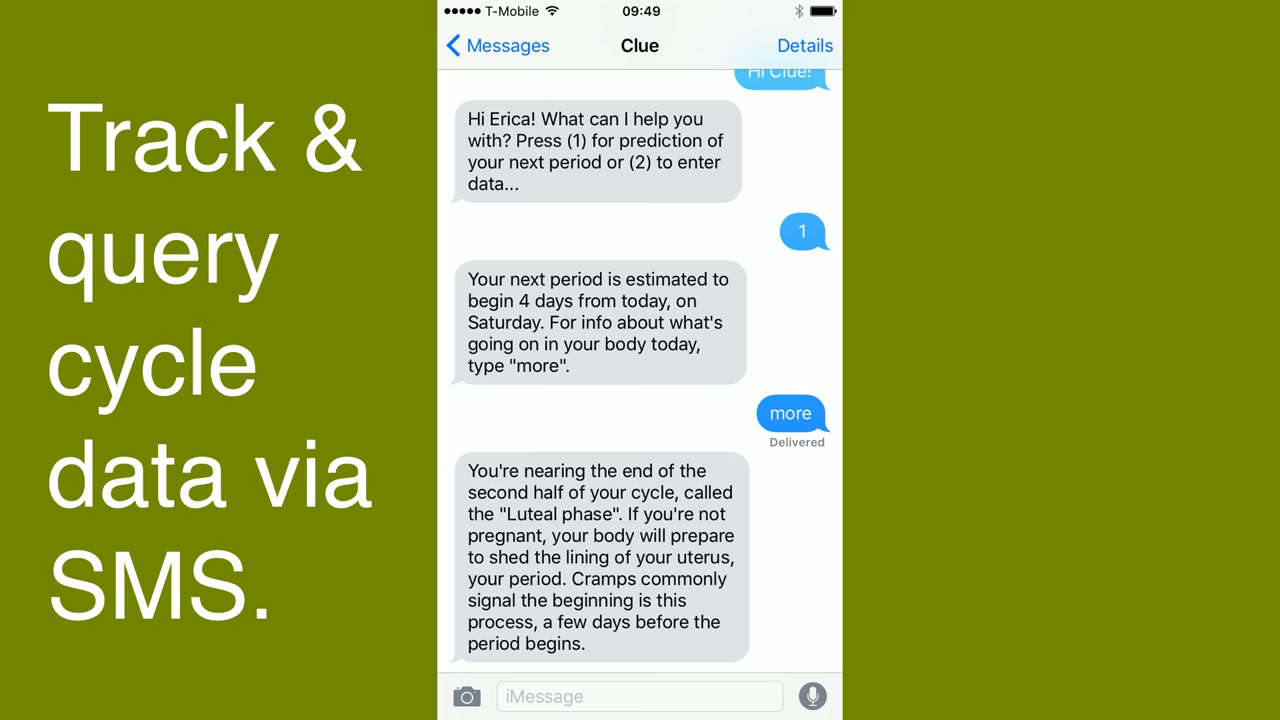 Track &
query
cycle
data via
SMS.
T-Mobile
09:49
Messages
Clue
Details
Hi Clue!
Hi Erica! What can I help you
with? Press (1) for prediction of
your next period or (2) to enter
data...
1
Your next period is estimated to
begin 4 days from today, on
Saturday. For info about what's
going on in your body today,
type "more".
more
Delivered
You're nearing the end of the
second half of your cycle, called
the "Luteal phase". If you're not
pregnant, your body will prepare
to shed the lining of your uterus,
your period. Cramps commonly
signal the beginning is this
process, a few days before the
period begins.
iMessage